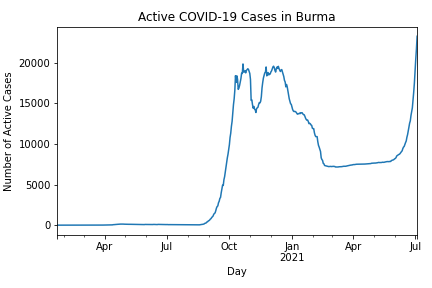 Active COVID-19 Cases in Burma
Number of Active Cases
20000
15000
10000
5000
0
Apr
Jul
Oct
Jan
2021
Apr
Jul
Day